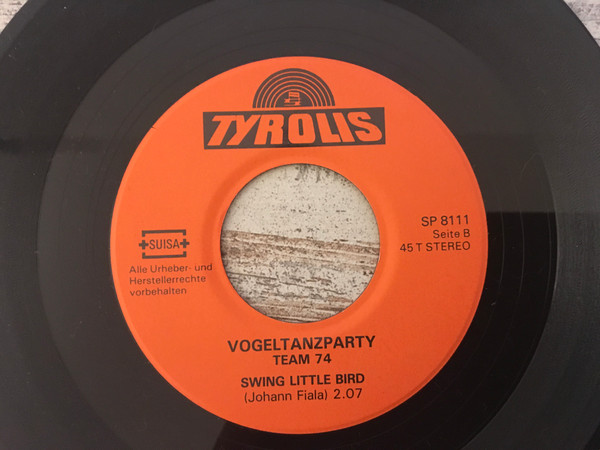 TYROLIS
SP 8111
Seite B
45 T STEREO
SUISA
Alle Urheber- und
Herstellerrechte
vorbehalten
VOGELTANZPARTY
TEAM 74
SWING LITTLE BIRD
(Johann Fiala) 2.07